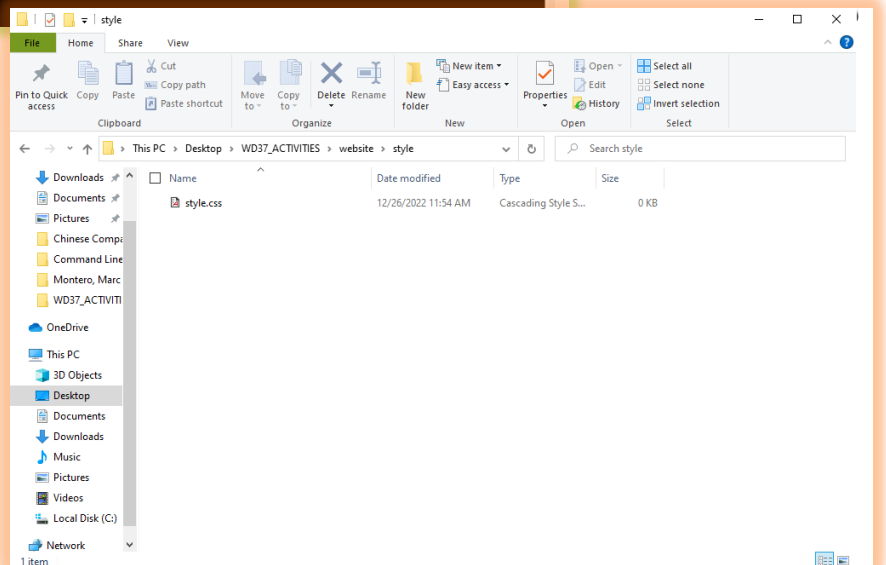 style
File Home Share View
Pin to Quick access
Copy
Paste
Cut
Copy path
Paste shortcut
Clipboard
Move to
Copy to
Delete
Rename
Organize
New folder
New item
Easy access
New
Properties
Open
Edit
History
Open
Select all
Select none
Invert selection
Select
This PC > Desktop > WD37_ACTIVITIES > website > style
Search style
Name Date modified Type Size
style.css 12/26/2022 11:54 AM Cascading Style S... 0 KB
Downloads
Documents
Pictures
Chinese Compa
Command Line
Montero, Marc
WD37_ACTIVITI
OneDrive
This PC
3D Objects
Desktop
Documents
Downloads
Music
Pictures
Videos
Local Disk (C:)
Network
1 item